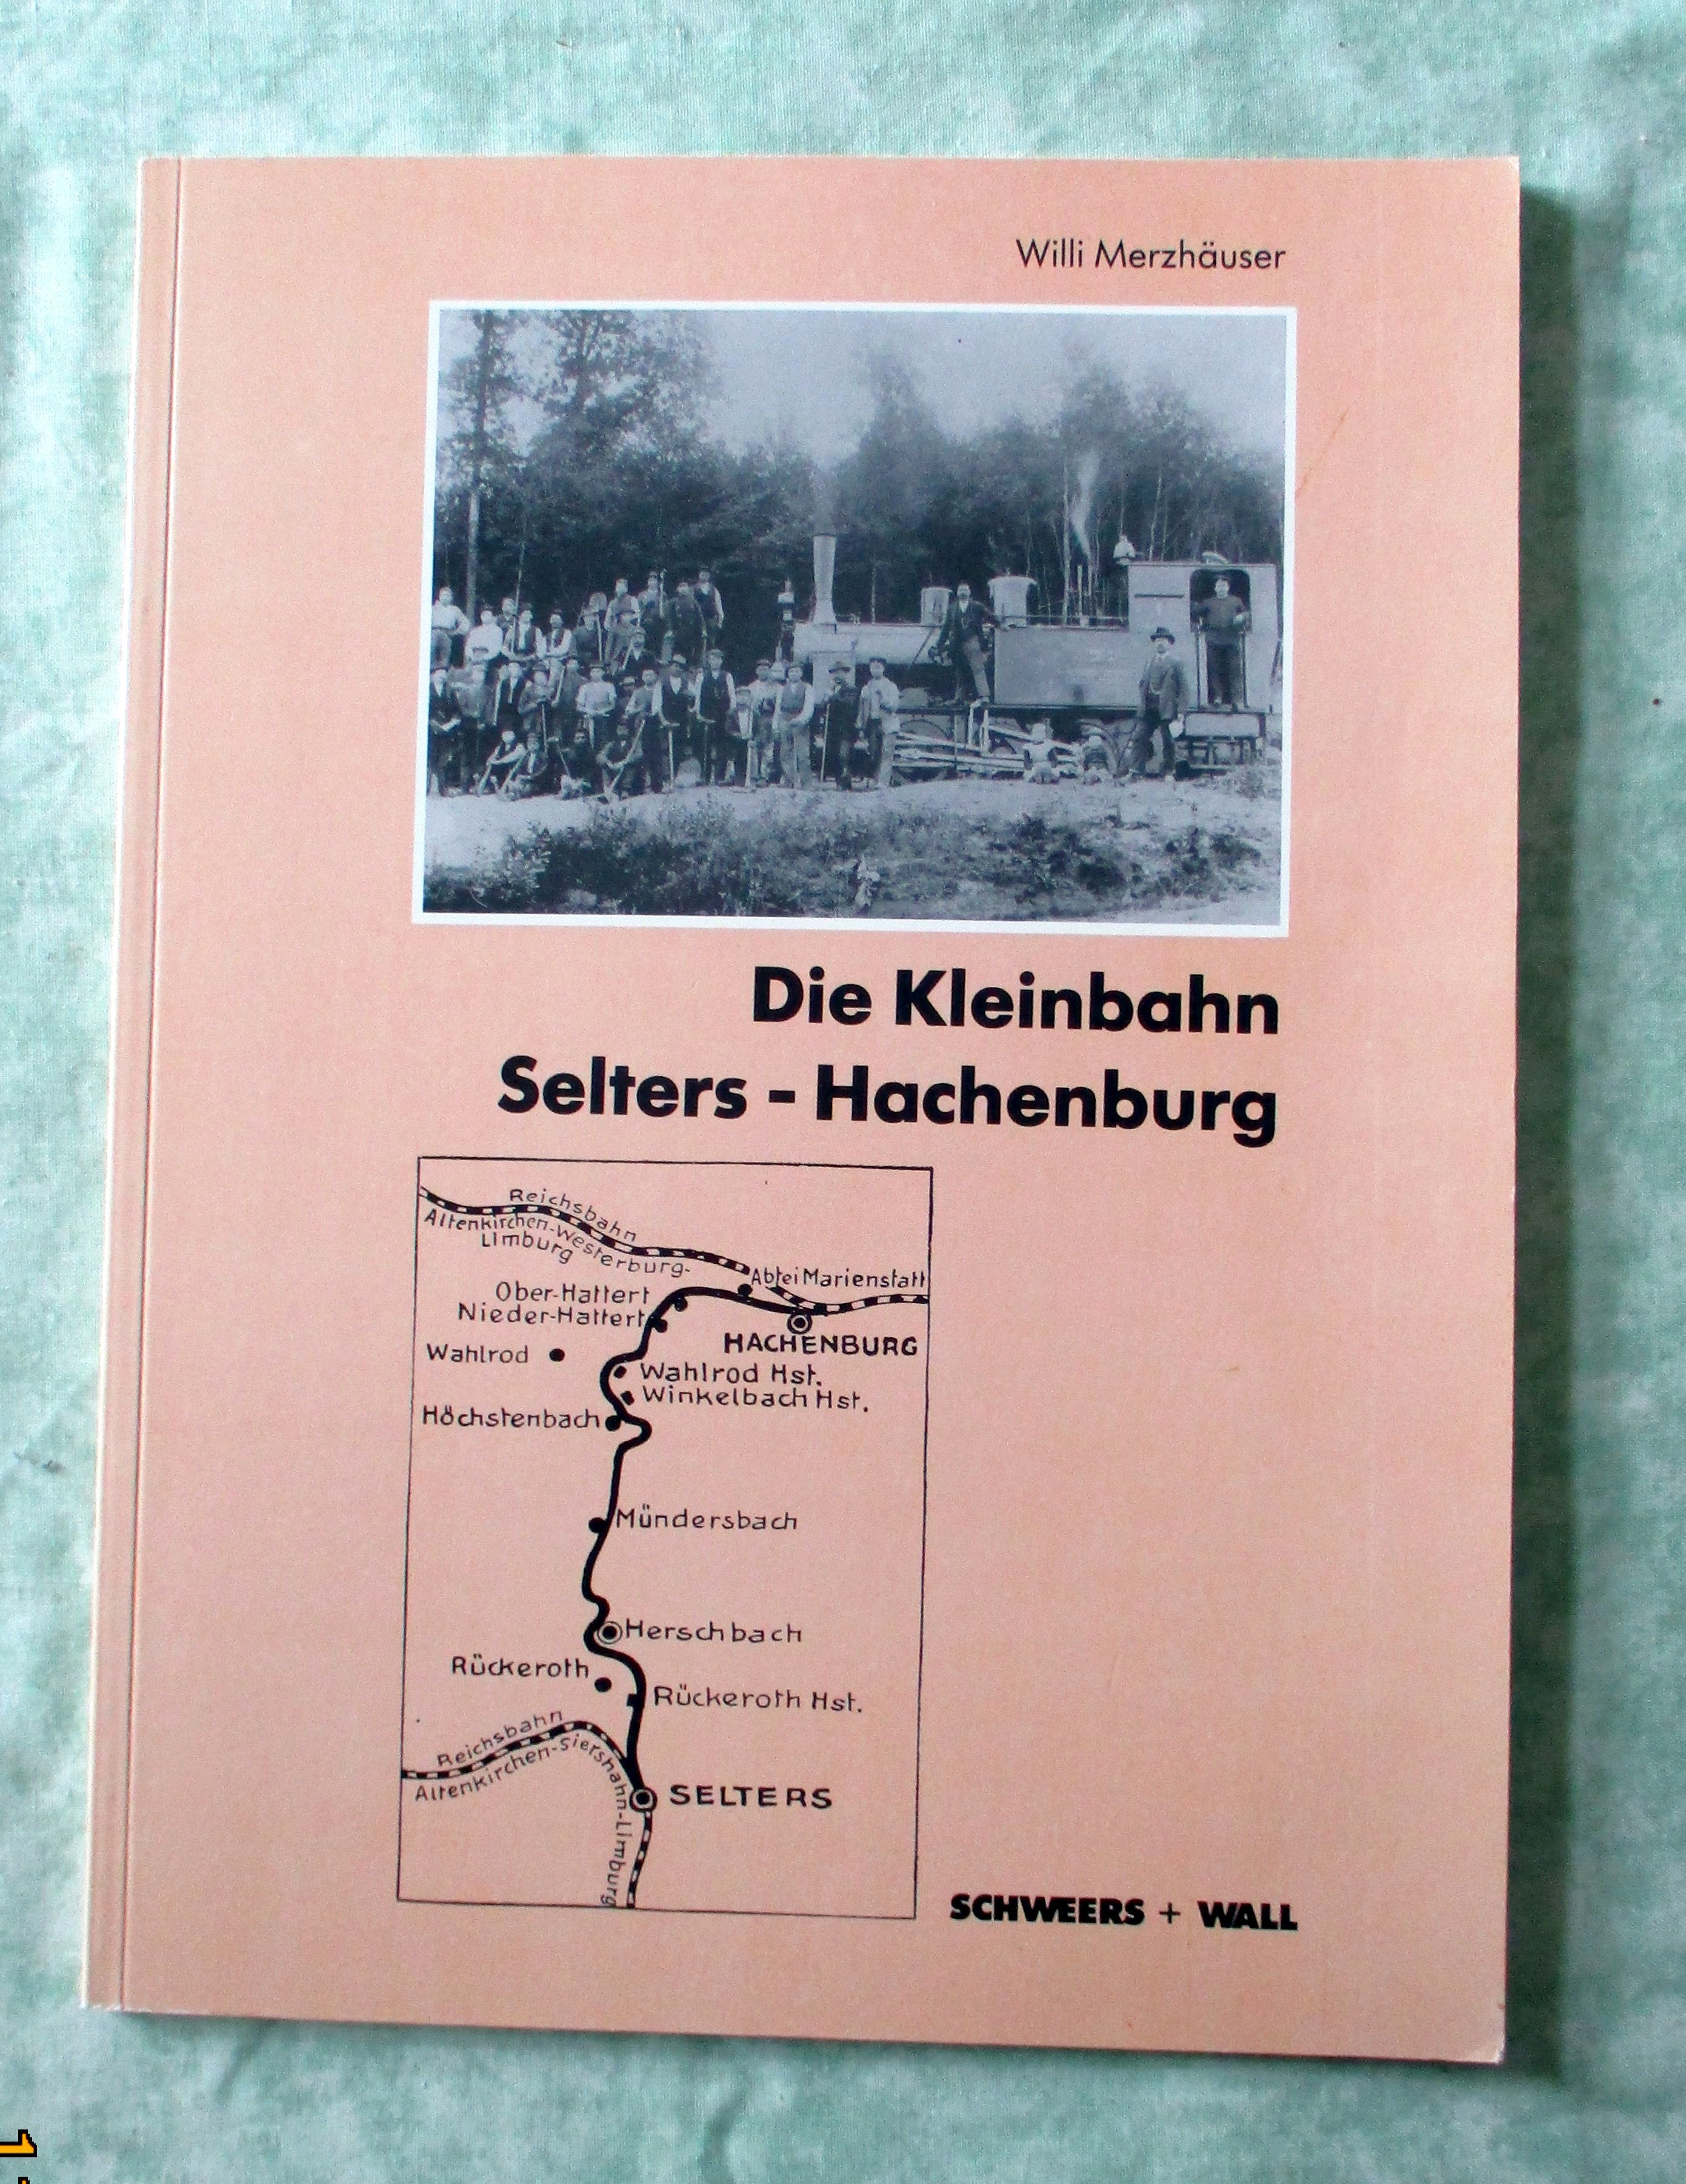 Willi Merzhäuser
Die Kleinbahn
Selters - Hachenburg
Reichsbahn
Altenkirchen-Westerburg-
Limburg
Abtei Marienstatt
Ober-Hattert
Nieder-Hattert
HACHENBURG
Wahlrod
Wahlrod Hst.
Winkelbach Hst.
Höchstenbach
Mündersbach
Herschbach
Rückeroth
Rückeroth Hst.
Reichsbahn
Altenkirchen-Siershahn-Limburg
SELTERS
SCHWEERS + WALL